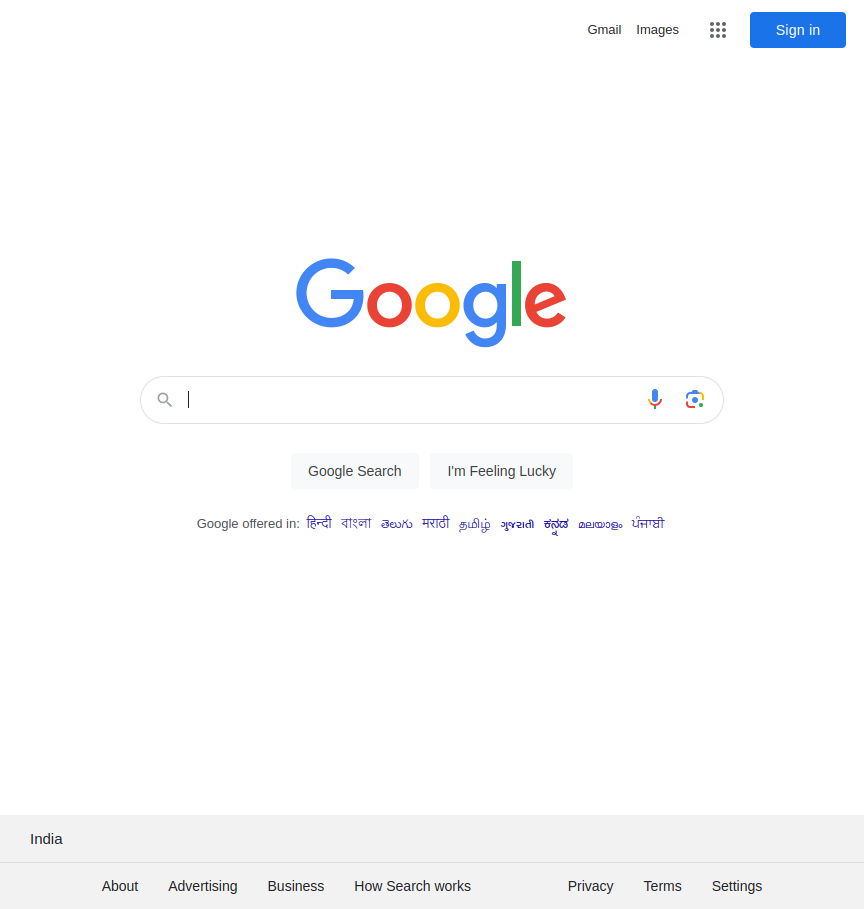 Gmail Images Sign in
Google
Google Search I'm Feeling Lucky
Google offered in: हिन्दी বাংলা తెలుగు मराठी தமிழ் ગુજરાતી ಕನ್ನಡ മലയാളം ਪੰਜਾਬੀ
India
About Advertising Business How Search works Privacy Terms Settings